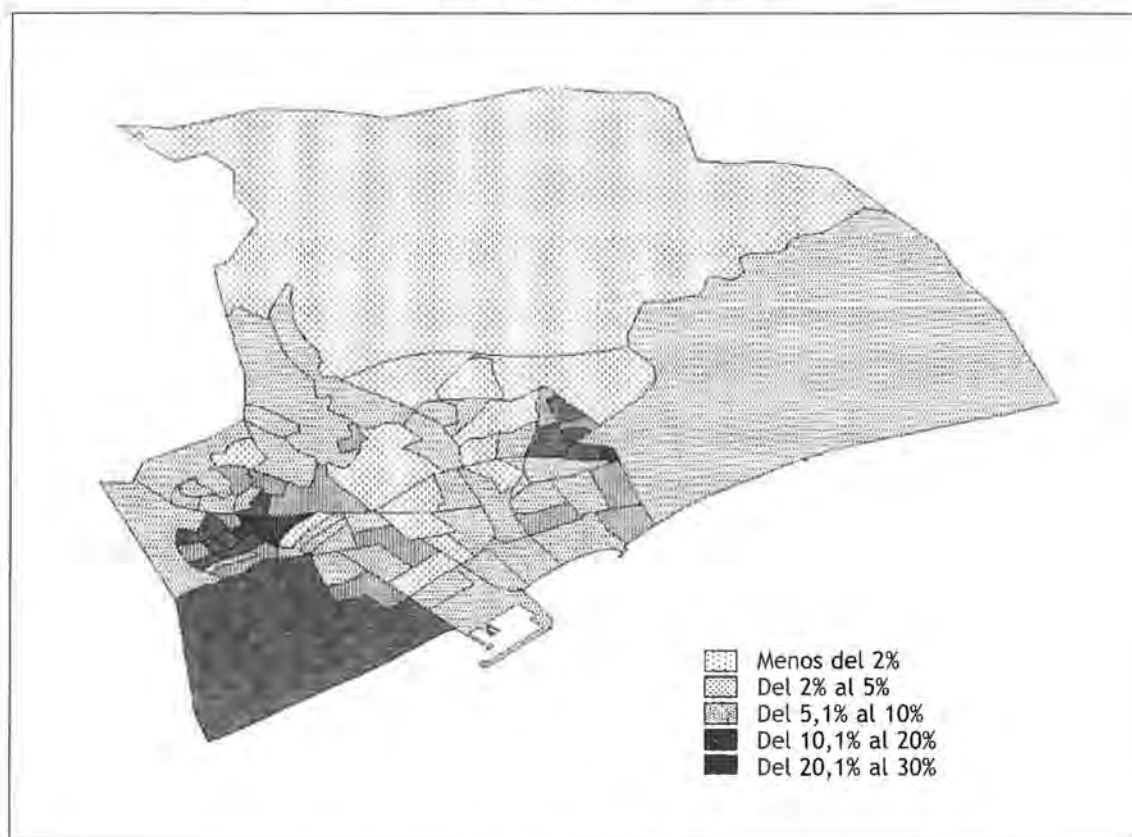 Menos del 2%
Del 2% al 5%
Del 5,1% al 10%
Del 10,1% al 20%
Del 20,1% al 30%